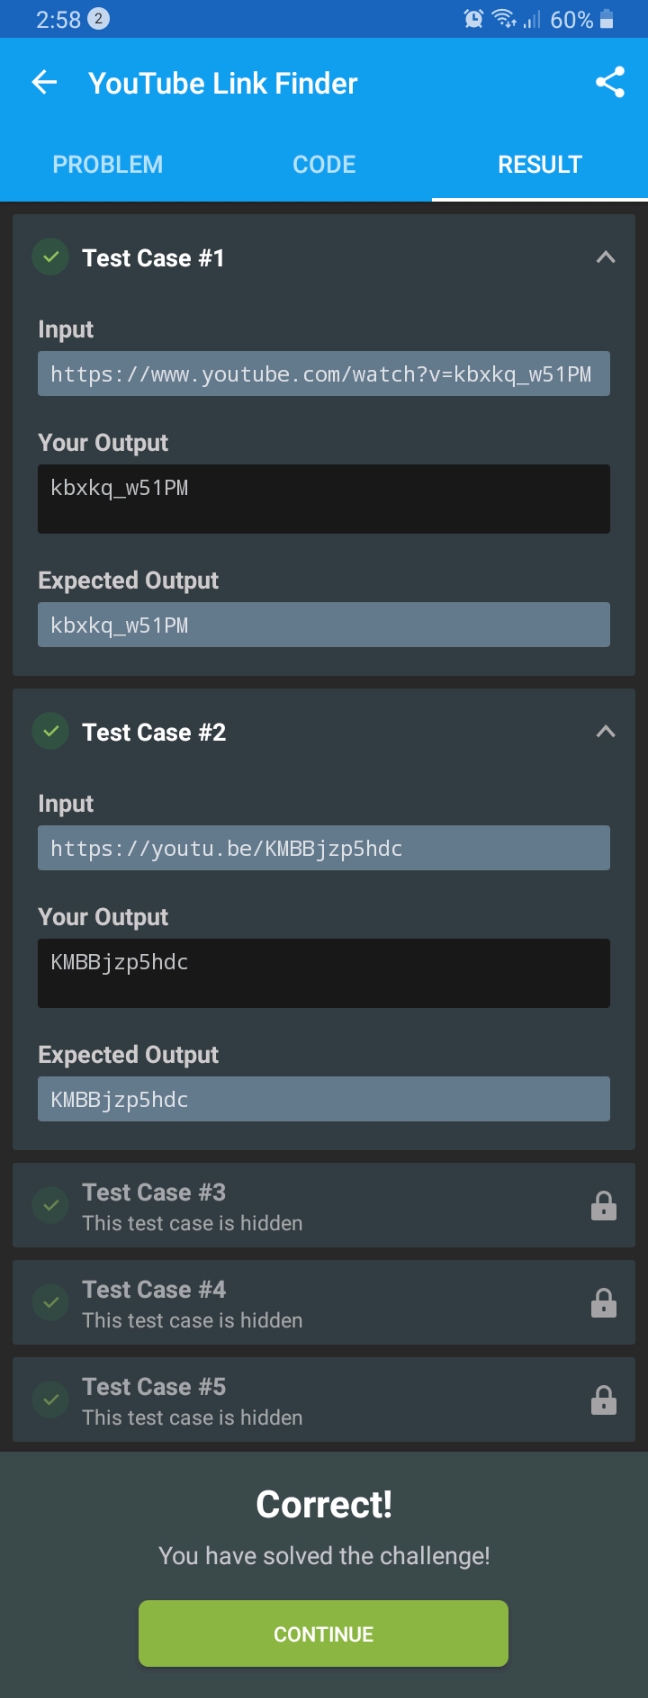 2:58 2 60%
YouTube Link Finder
PROBLEM CODE RESULT
Test Case #1
Input
https://www.youtube.com/watch?v=kbxkq_w51PM
Your Output
kbxkq_w51PM
Expected Output
kbxkq_w51PM
Test Case #2
Input
https://youtu.be/KMBBjzp5hdc
Your Output
KMBBjzp5hdc
Expected Output
KMBBjzp5hdc
Test Case #3
This test case is hidden
Test Case #4
This test case is hidden
Test Case #5
This test case is hidden
Correct!
You have solved the challenge!
CONTINUE